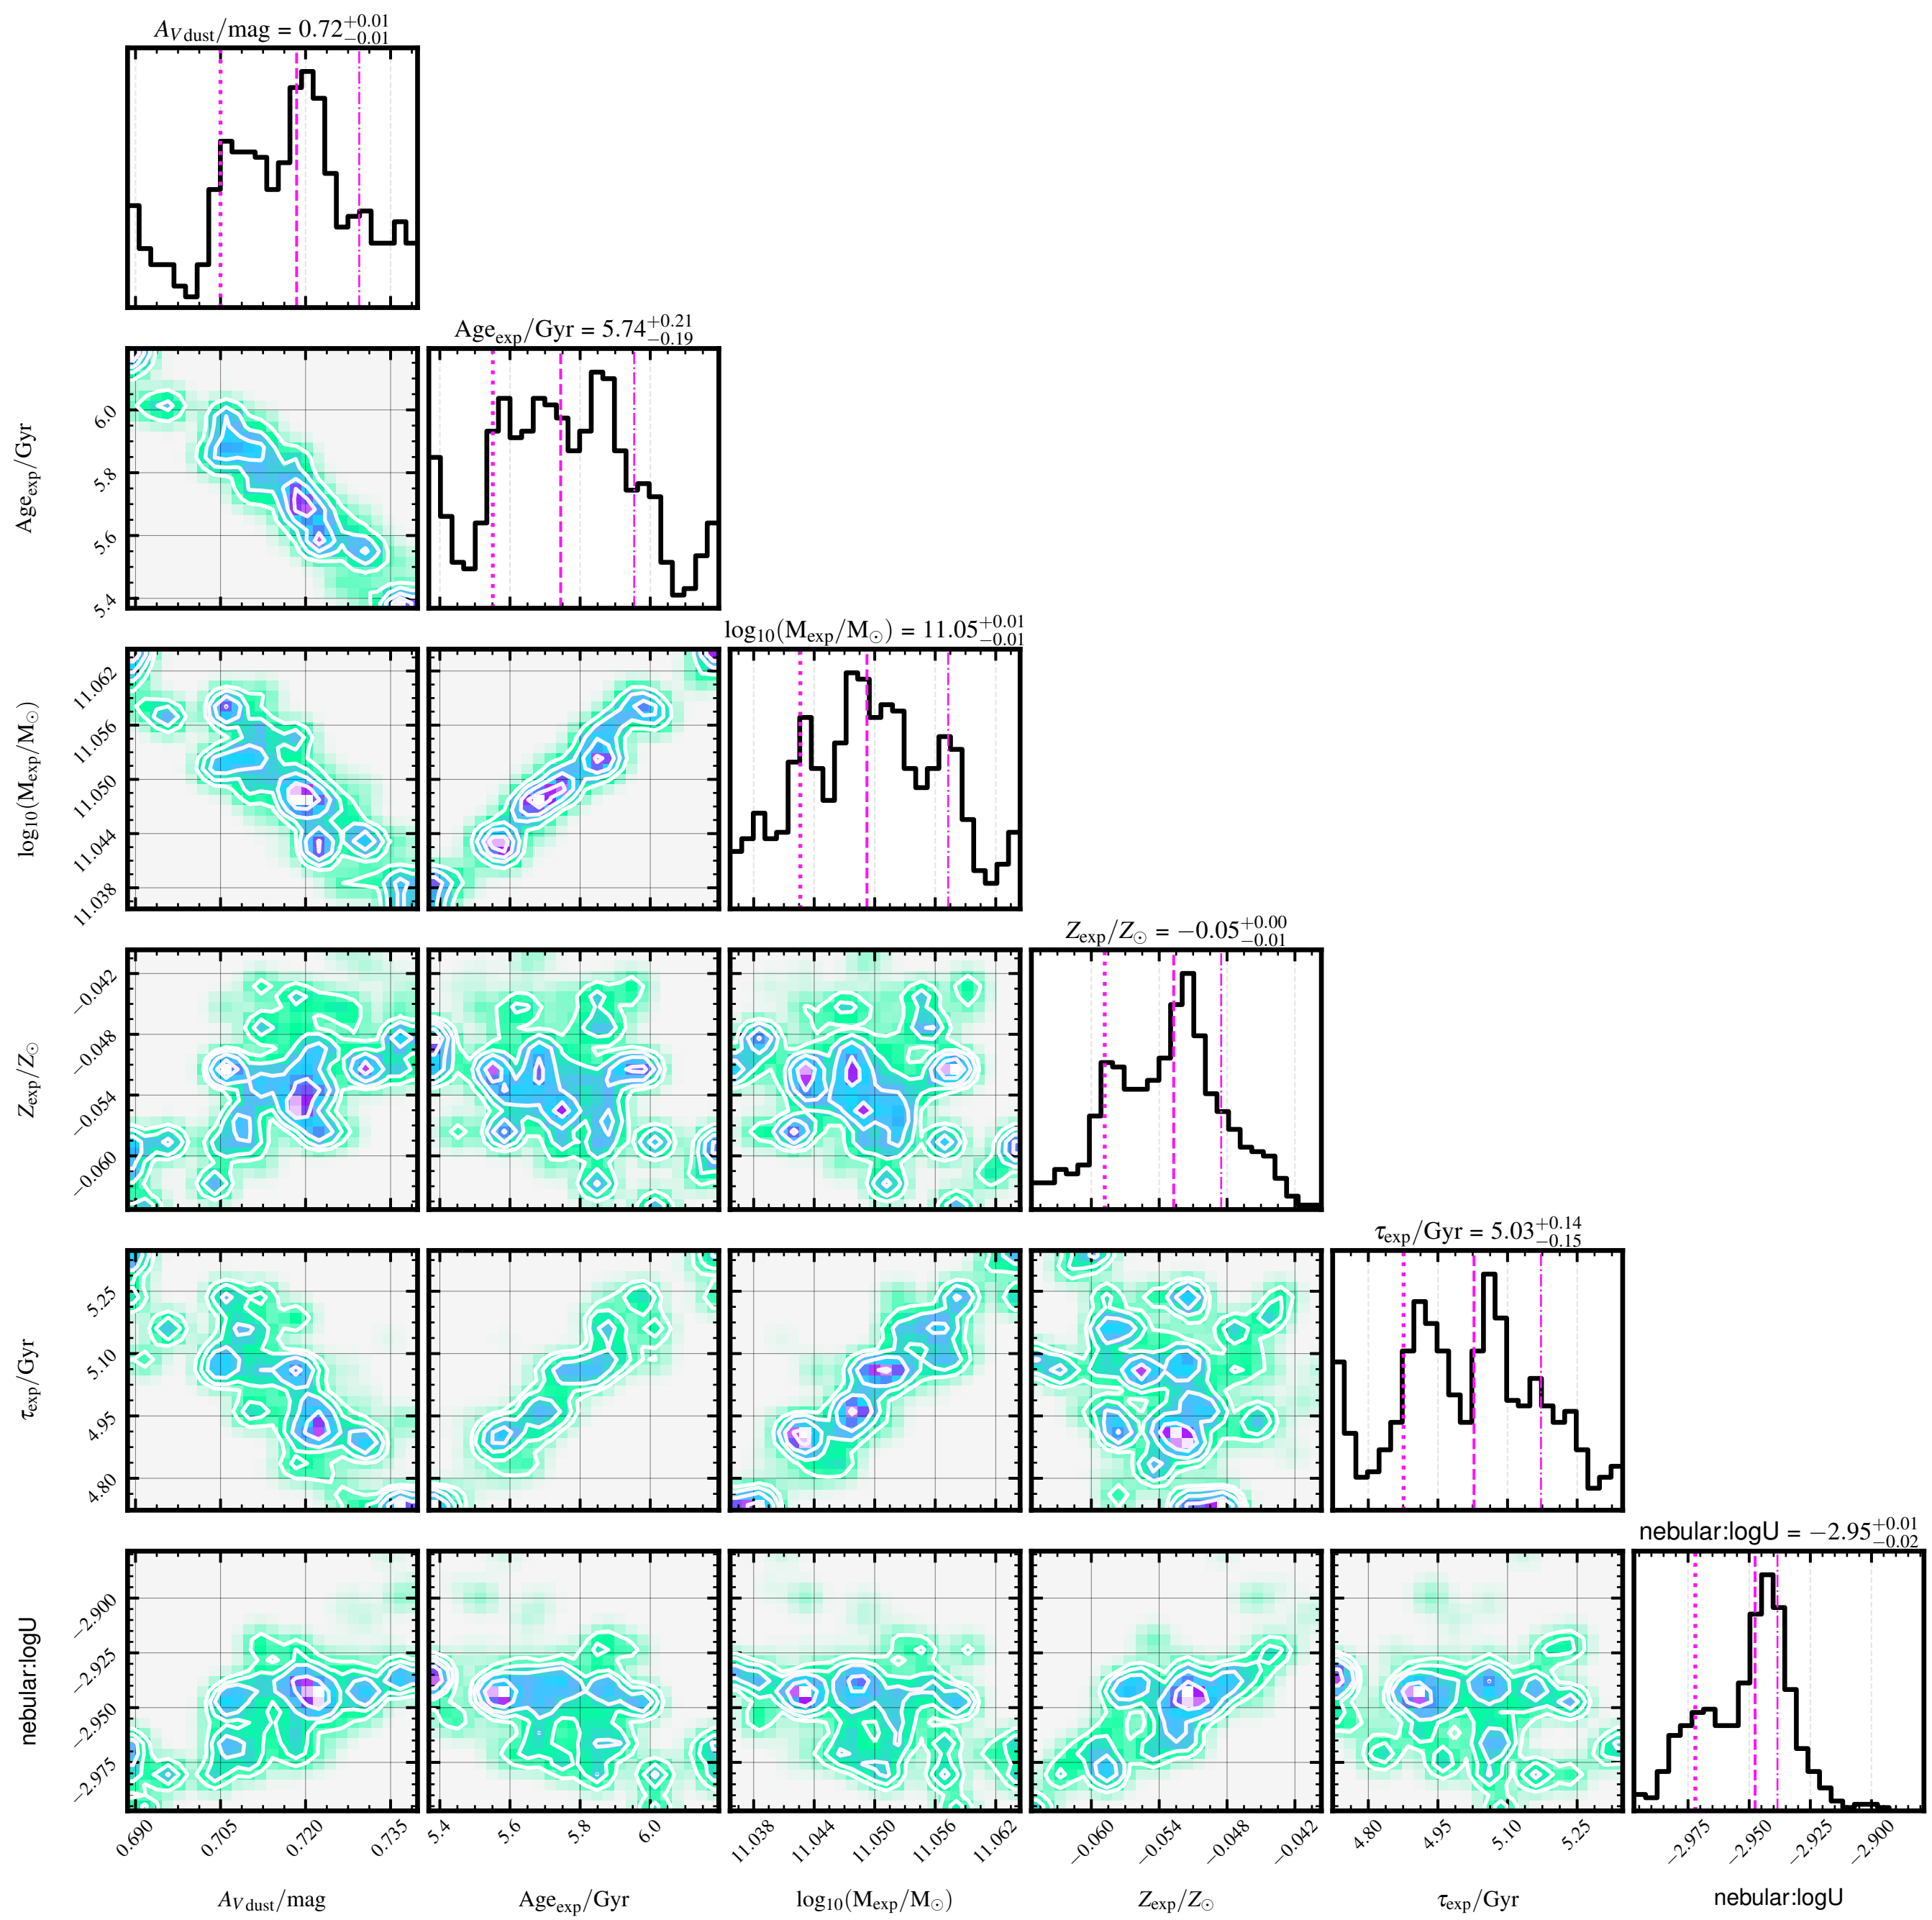 A_V dust/mag = 0.72^{+0.01}_{−0.01}
Age_exp/Gyr = 5.74^{+0.21}_{−0.19}
Age_exp/Gyr
6.0
5.8
5.6
5.4
log₁₀(M_exp/M_⊙) = 11.05^{+0.01}_{−0.01}
log₁₀(M_exp/M_⊙)
11.062
11.056
11.050
11.044
11.038
Z_exp/Z_⊙ = −0.05^{+0.00}_{−0.01}
Z_exp/Z_⊙
−0.042
−0.048
−0.054
−0.060
τ_exp/Gyr = 5.03^{+0.14}_{−0.15}
τ_exp/Gyr
5.25
5.10
4.95
4.80
nebular:logU = −2.95^{+0.01}_{−0.02}
nebular:logU
−2.900
−2.925
−2.950
−2.975
0.690 0.705 0.720 0.735 5.4 5.6 5.8 6.0 11.038 11.044 11.050 11.056 11.062 −0.060 −0.054 −0.048 −0.042 4.80 4.95 5.10 5.25 −2.975 −2.950 −2.925 −2.900
A_V dust/mag Age_exp/Gyr log₁₀(M_exp/M_⊙) Z_exp/Z_⊙ τ_exp/Gyr nebular:logU